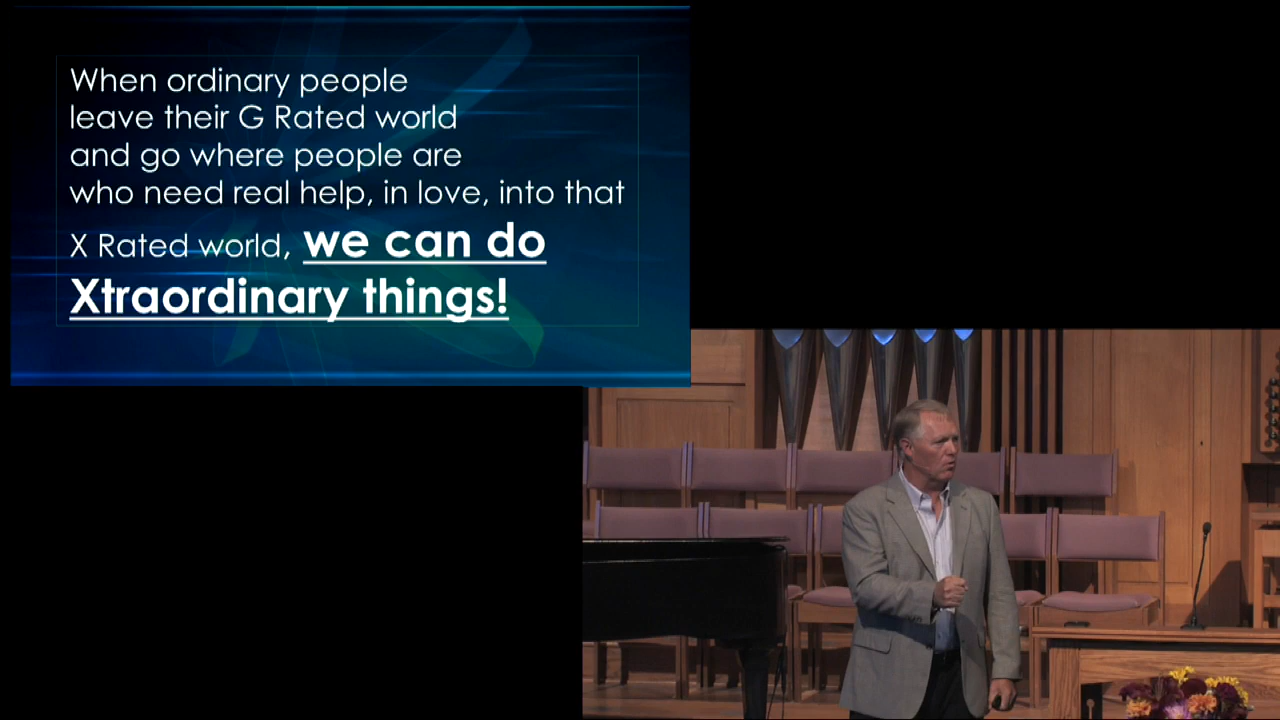 When ordinary people
leave their G Rated world
and go where people are
who need real help, in love, into that
X Rated world, we can do
Xtraordinary things!